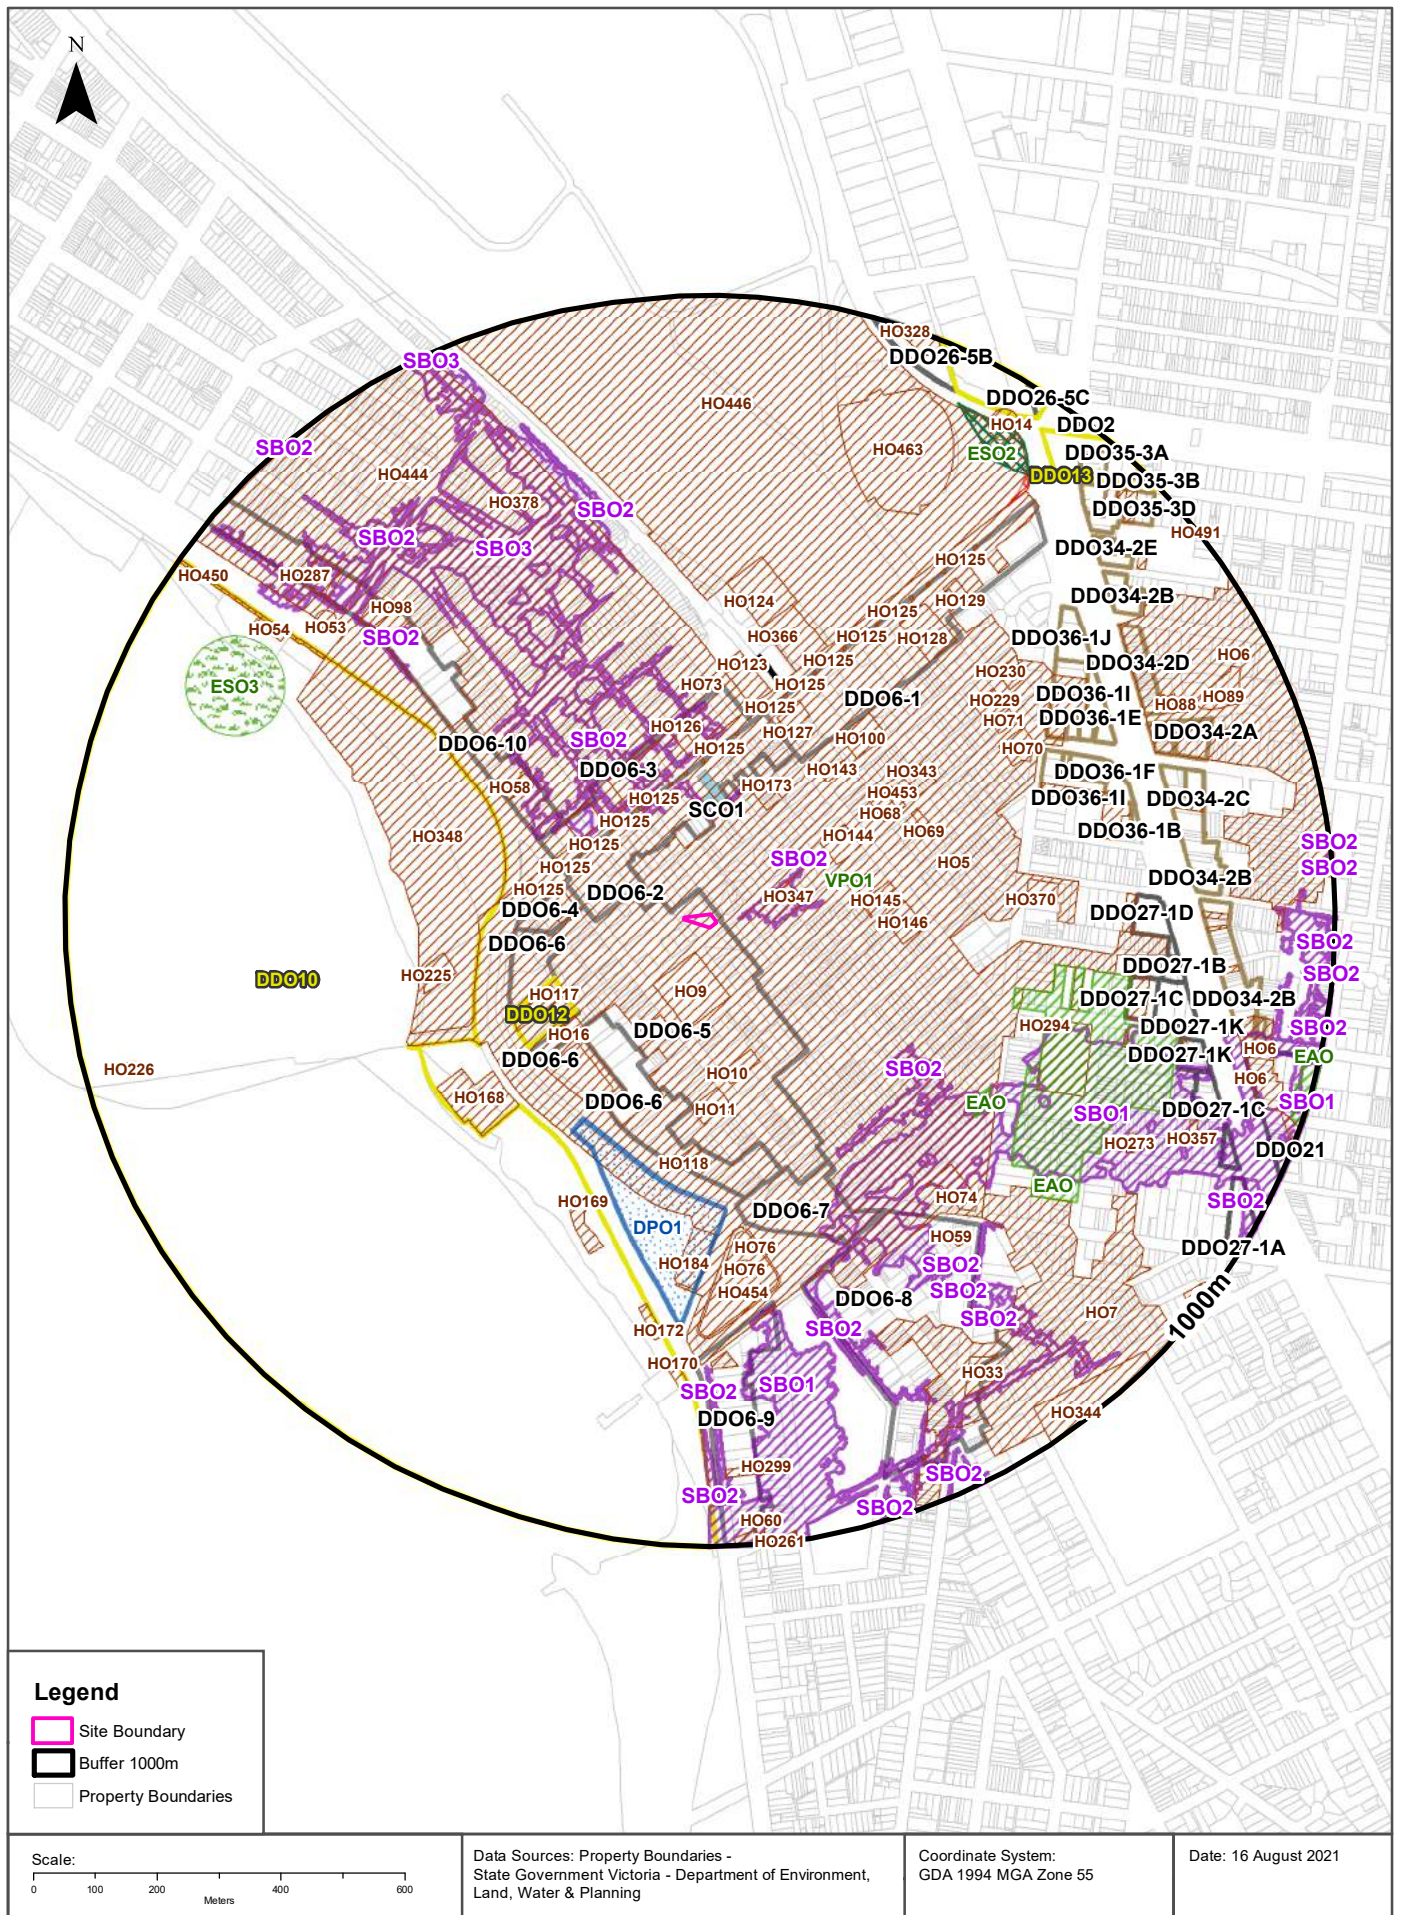 N
SBO3
SBO2
HO446
HO328
DDO26-5B
DDO26-5C
HO14
DDO2
HO463
ESO2
DDO35-3A
DDO13
DDO35-3B
DDO35-3D
HO491
HO444
HO378
SBO2
SBO2
SBO3
DDO34-2E
HO450
HO287
HO125
HO98
HO124
HO129
DDO34-2B
HO54
HO53
SBO2
HO366
HO125
HO125
HO128
DDO36-1J
HO6
HO123
HO125
DDO34-2D
ESO3
HO73
HO125
DDO6-1
HO230
HO229
DDO36-1I
HO88
HO89
HO125
HO71
DDO36-1E
DDO34-2A
HO126
HO127
HO100
HO70
DDO6-10
SBO2
HO125
DDO6-3
HO143
HO343
DDO36-1F
HO58
HO125
HO173
HO453
DDO36-1I
DDO34-2C
SCO1
HO68
HO348
HO125
HO144
HO69
DDO36-1B
HO125
SBO2
SBO2
HO125
SBO2
HO5
VPO1
HO125
DDO6-2
HO347
HO145
HO370
DDO34-2B
DDO6-4
HO146
DDO27-1D
DDO6-6
SBO2
HO225
DDO27-1B
SBO2
DDO10
HO117
HO9
DDO27-1C
DDO34-2B
DDO12
HO16
DDO6-5
HO294
DDO27-1K
SBO2
DDO6-6
DDO27-1K
HO6
EAO
HO226
HO10
SBO2
HO6
HO168
DDO6-6
HO11
EAO
SBO1
DDO27-1C
SBO1
HO273
HO357
DDO21
HO118
EAO
HO169
DDO6-7
HO74
SBO2
DPO1
HO76
HO59
DDO27-1A
HO184
HO76
SBO2
HO454
DDO6-8
SBO2
SBO2
HO7
1000m
HO172
SBO2
HO170
HO33
SBO2
SBO1
DDO6-9
HO344
HO299
SBO2
SBO2
SBO2
HO60
HO261
Legend
Site Boundary
Buffer 1000m
Property Boundaries
Scale:
0 100 200 400 600
Meters
Data Sources: Property Boundaries -
State Government Victoria - Department of Environment,
Land, Water & Planning
Coordinate System:
GDA 1994 MGA Zone 55
Date: 16 August 2021